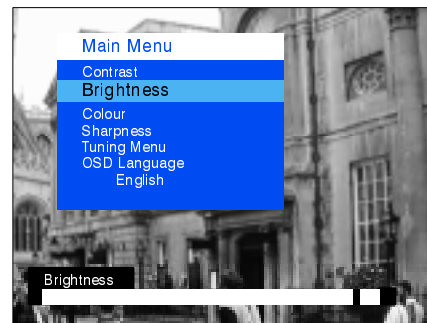 Main Menu
Contrast
Brightness
Colour
Sharpness
Tuning Menu
OSD Language
English
Brightness